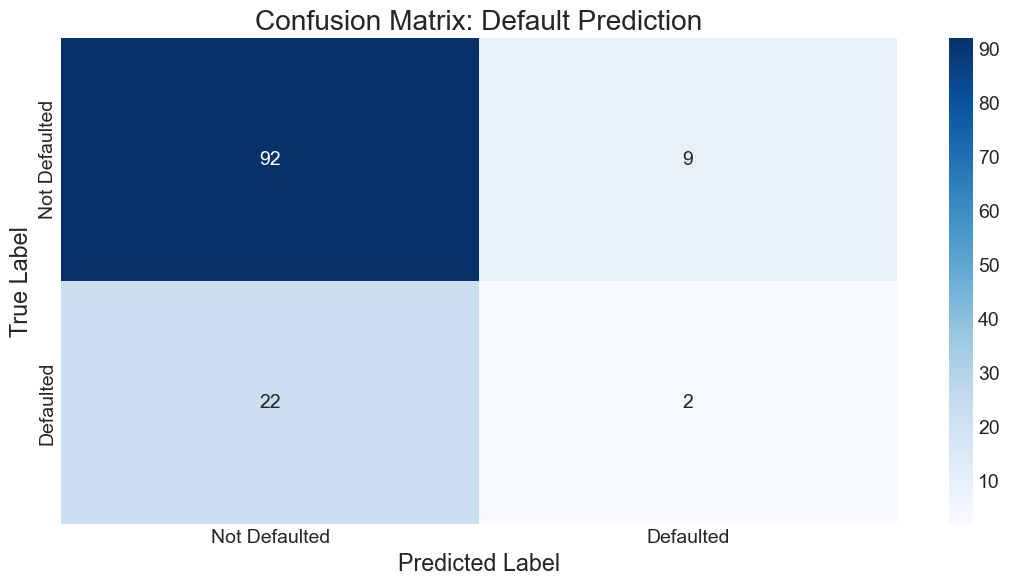 Confusion Matrix: Default Prediction
True Label
Not Defaulted
Defaulted
92
9
22
2
Not Defaulted
Defaulted
Predicted Label
90
80
70
60
50
40
30
20
10